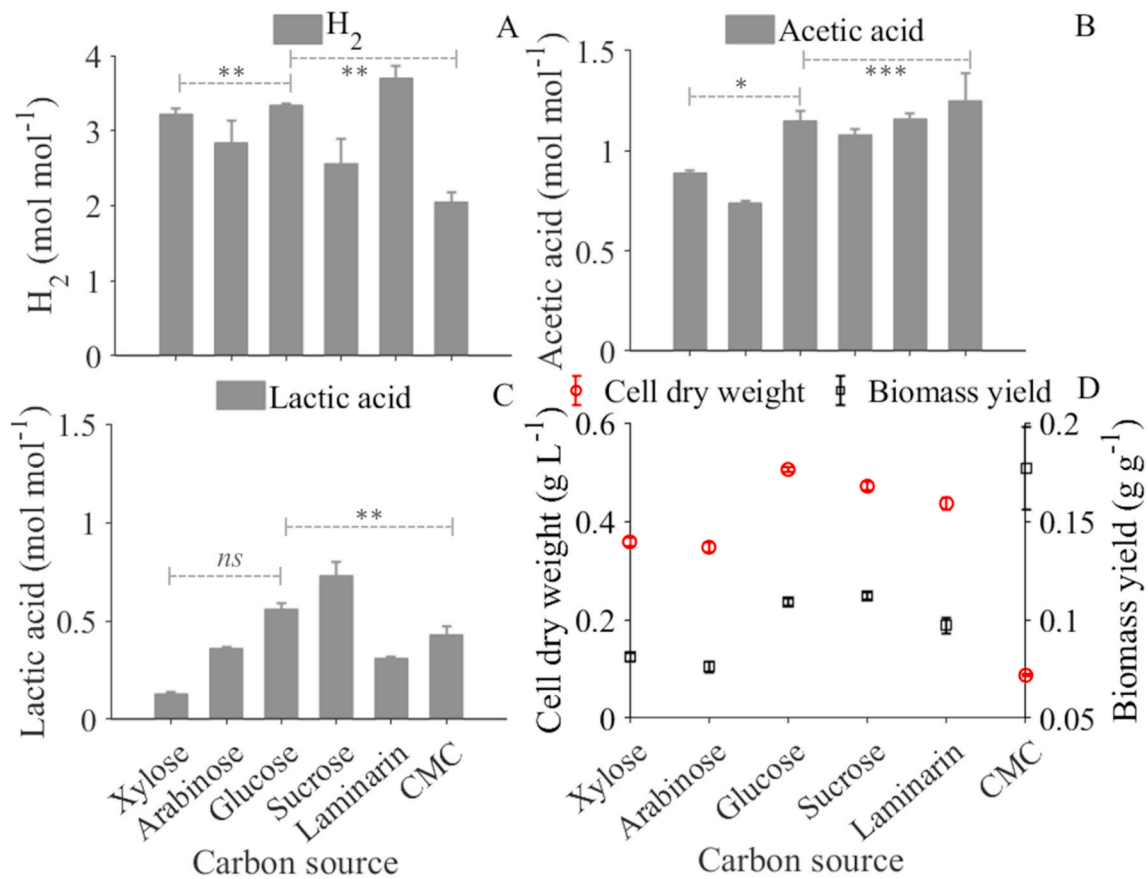 H₂ A
H₂ (mol mol⁻¹)
4
3
2
1
0
** **
Acetic acid B
Acetic acid (mol mol⁻¹)
1.5
1
0.5
0
* ***
Lactic acid C
Lactic acid (mol mol⁻¹)
1.5
1
0.5
0
ns **
Xylose
Arabinose
Glucose
Sucrose
Laminarin
CMC
Carbon source
Cell dry weight Biomass yield D
Cell dry weight (g L⁻¹)
0.6
0.4
0.2
0
Biomass yield (g g⁻¹)
0.2
0.15
0.1
0.05
Xylose
Arabinose
Glucose
Sucrose
Laminarin
CMC
Carbon source